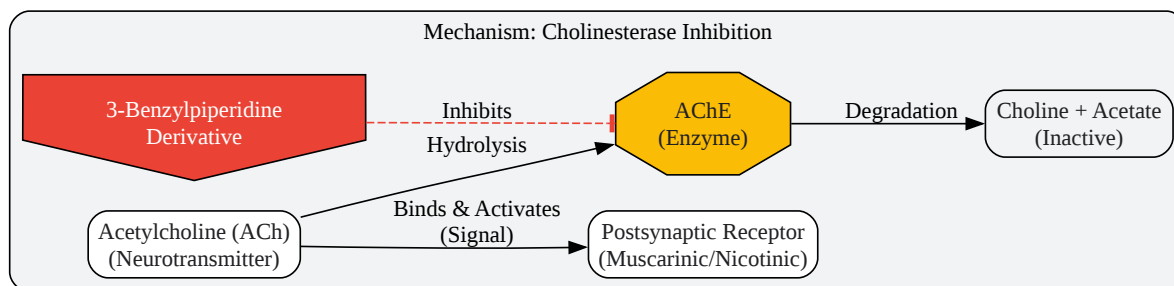 Mechanism: Cholinesterase Inhibition
3-Benzylpiperidine
Derivative
Inhibits
AChE
(Enzyme)
Degradation
Choline + Acetate
(Inactive)
Hydrolysis
Acetylcholine (ACh)
(Neurotransmitter)
Binds & Activates
(Signal)
Postsynaptic Receptor
(Muscarinic/Nicotinic)